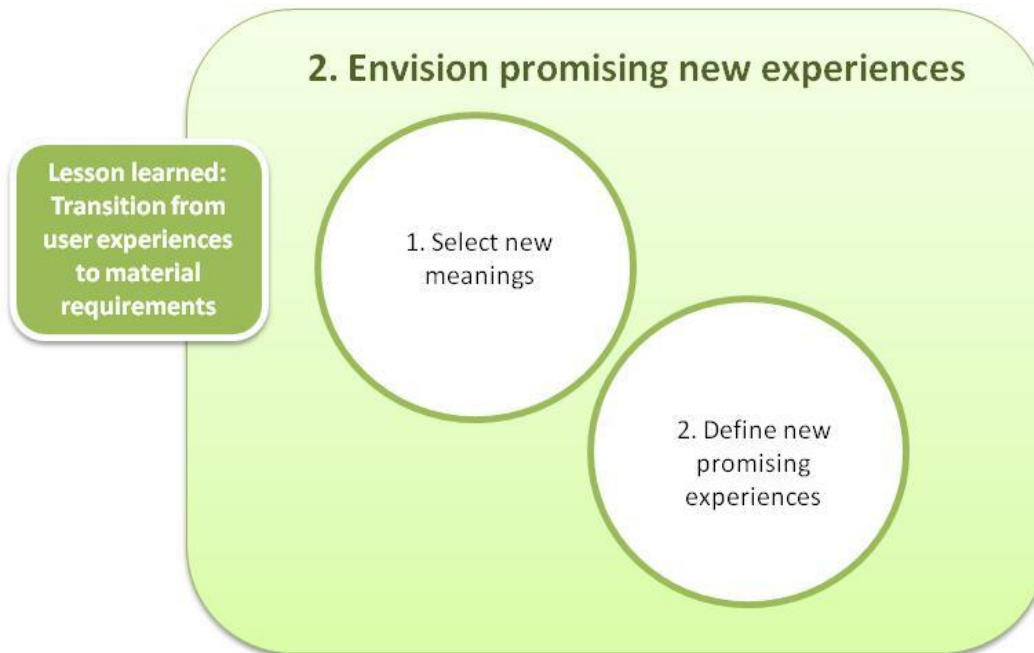 2. Envision promising new experiences
Lesson learned:
Transition from
user experiences
to material
requirements
1. Select new
meanings
2. Define new
promising
experiences